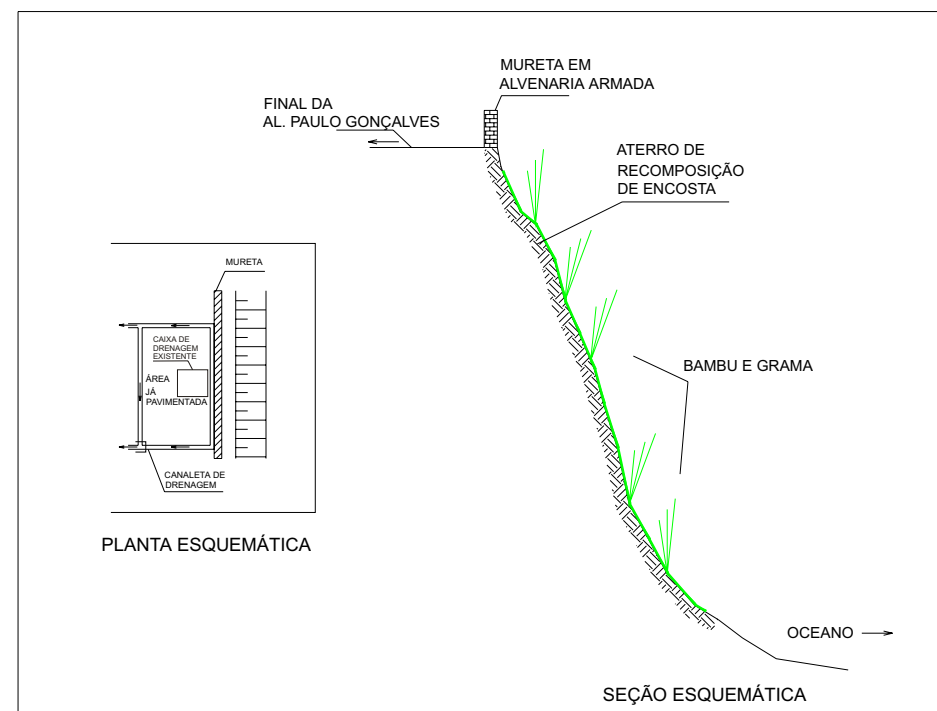 MURETA EM
ALVENARIA ARMADA
FINAL DA
AL. PAULO GONÇALVES
ATERRO DE
RECOMPOSIÇÃO
DE ENCOSTA
MURETA
CAIXA DE
DRENAGEM
EXISTENTE
ÁREA
JÁ
PAVIMENTADA
CANALETA DE
DRENAGEM
PLANTA ESQUEMÁTICA
BAMBU E GRAMA
OCEANO
SEÇÃO ESQUEMÁTICA